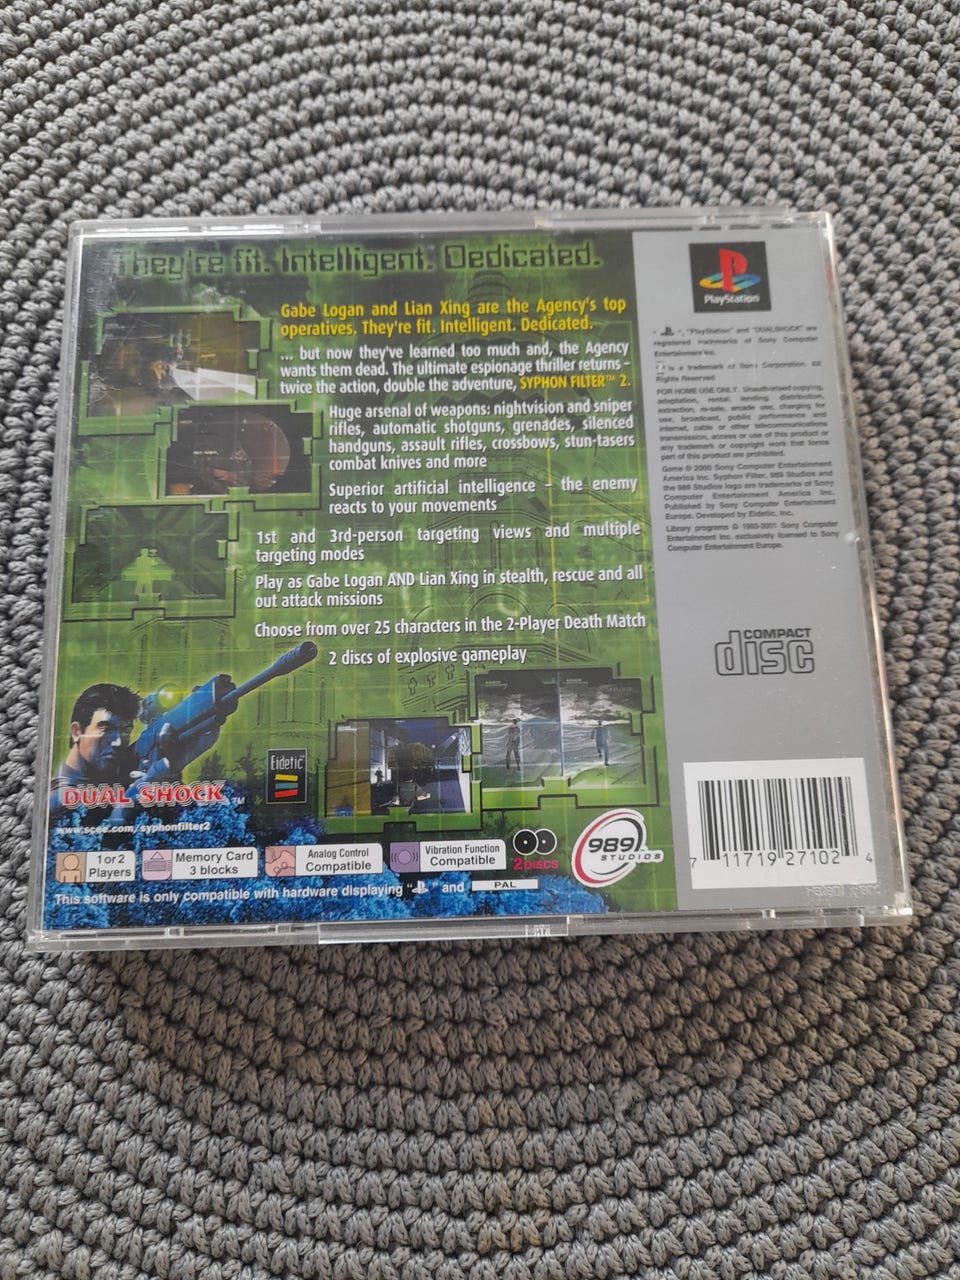 They're fit. Intelligent. Dedicated.
Gabe Logan and Lian Xing are the Agency's top
operatives. They're fit. Intelligent. Dedicated.
... but now they've learned too much and, the Agency
wants them dead. The ultimate espionage thriller returns –
twice the action, double the adventure, SYPHON FILTER™ 2.
Huge arsenal of weapons: nightvision and sniper
rifles, automatic shotguns, grenades, silenced
handguns, assault rifles, crossbows, stun-tasers
combat knives and more
Superior artificial intelligence – the enemy
reacts to your movements
1st and 3rd-person targeting views and multiple
targeting modes
Play as Gabe Logan AND Lian Xing in stealth, rescue and all
out attack missions
Choose from over 25 characters in the 2-Player Death Match
2 discs of explosive gameplay
Eidetic
DUAL SHOCK™
www.scee.com/syphonfilter2
1 or 2
Players
Memory Card
3 blocks
Analog Control
Compatible
Vibration Function
Compatible
2 DISCS
989
STUDIOS
This software is only compatible with hardware displaying " " and PAL
PlayStation
" ", "PlayStation" and "DUALSHOCK" are
registered trademarks of Sony Computer
Entertainment Inc.
is a trademark of Sony Corporation. All
Rights Reserved
FOR HOME USE ONLY. Unauthorised copying,
adaptation, rental, lending, distribution,
extraction, re-sale, arcade use, charging for
use, broadcast, public performance and
internet, cable or other telecommunications
transmission, access or use of this product or
any trademark or copyright work that forms
part of this product are prohibited.
Game © 2000 Sony Computer Entertainment
America Inc. Syphon Filter, 989 Studios and
the 989 Studios logo are trademarks of Sony
Computer Entertainment America Inc.
Published by Sony Computer Entertainment
Europe. Developed by Eidetic, Inc.
Library programs © 1993-2001 Sony Computer
Entertainment Inc. exclusively licensed to Sony
Computer Entertainment Europe.
COMPACT
disc
7 11719 27102 4